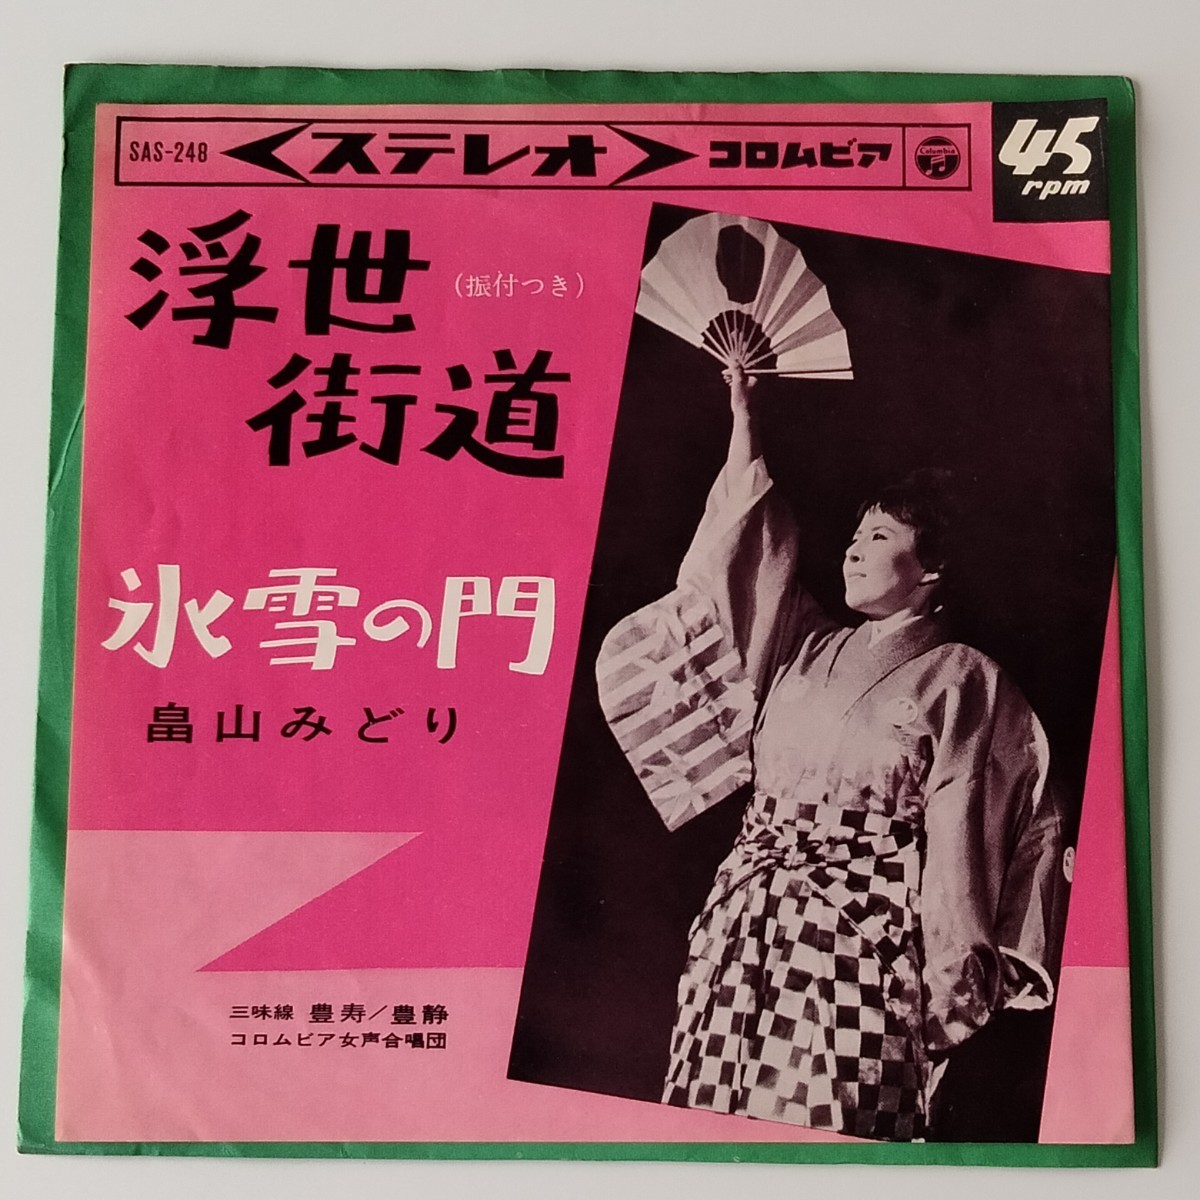 SAS-248 ステレオ コロムビア Columbia
45
rpm
浮世
(振付つき)
街道
氷雪の門
畠山みどり
三味線 豊寿/豊静
コロムビア女声合唱団